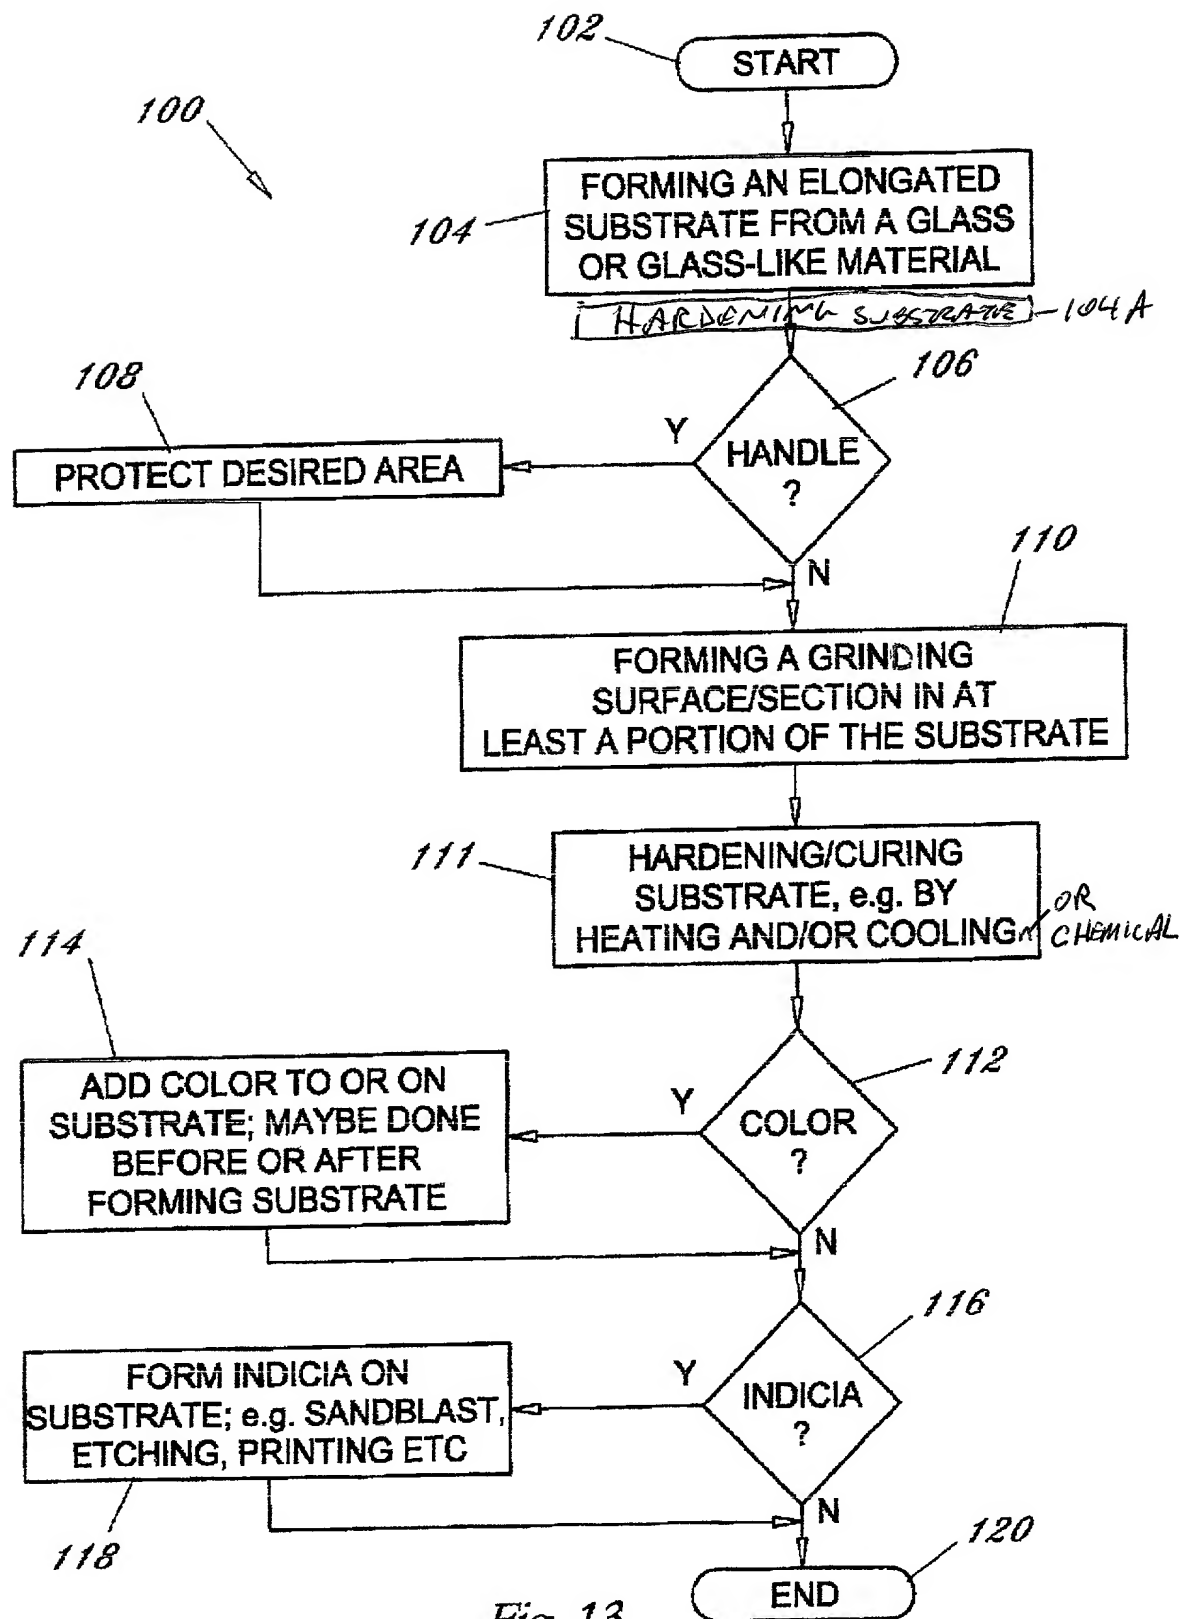 102
START
100
104
FORMING AN ELONGATED
SUBSTRATE FROM A GLASS
OR GLASS-LIKE MATERIAL
HARDENING SUBSTRATE
104A
108
106
Y
HANDLE
?
PROTECT DESIRED AREA
N
110
FORMING A GRINDING
SURFACE/SECTION IN AT
LEAST A PORTION OF THE SUBSTRATE
111
HARDENING/CURING
SUBSTRATE, e.g. BY
HEATING AND/OR COOLING
OR
CHEMICAL
114
112
ADD COLOR TO OR ON
SUBSTRATE; MAYBE DONE
BEFORE OR AFTER
FORMING SUBSTRATE
Y
COLOR
?
N
116
FORM INDICIA ON
SUBSTRATE; e.g. SANDBLAST,
ETCHING, PRINTING ETC
Y
INDICIA
?
N
118
120
END
Fig. 13